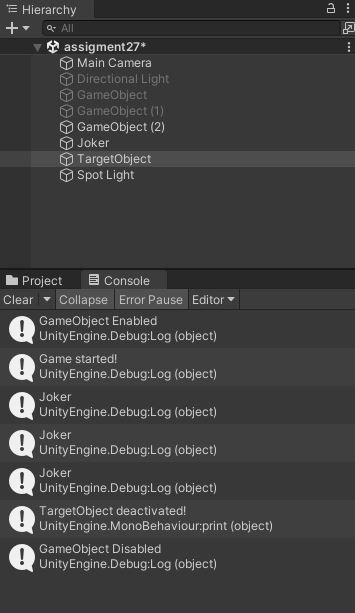 Hierarchy
All
assigment27*
Main Camera
Directional Light
GameObject
GameObject (1)
GameObject (2)
Joker
TargetObject
Spot Light
Project Console
Clear Collapse Error Pause Editor
GameObject Enabled
UnityEngine.Debug:Log (object)
Game started!
UnityEngine.Debug:Log (object)
Joker
UnityEngine.Debug:Log (object)
Joker
UnityEngine.Debug:Log (object)
Joker
UnityEngine.Debug:Log (object)
TargetObject deactivated!
UnityEngine.MonoBehaviour:print (object)
GameObject Disabled
UnityEngine.Debug:Log (object)